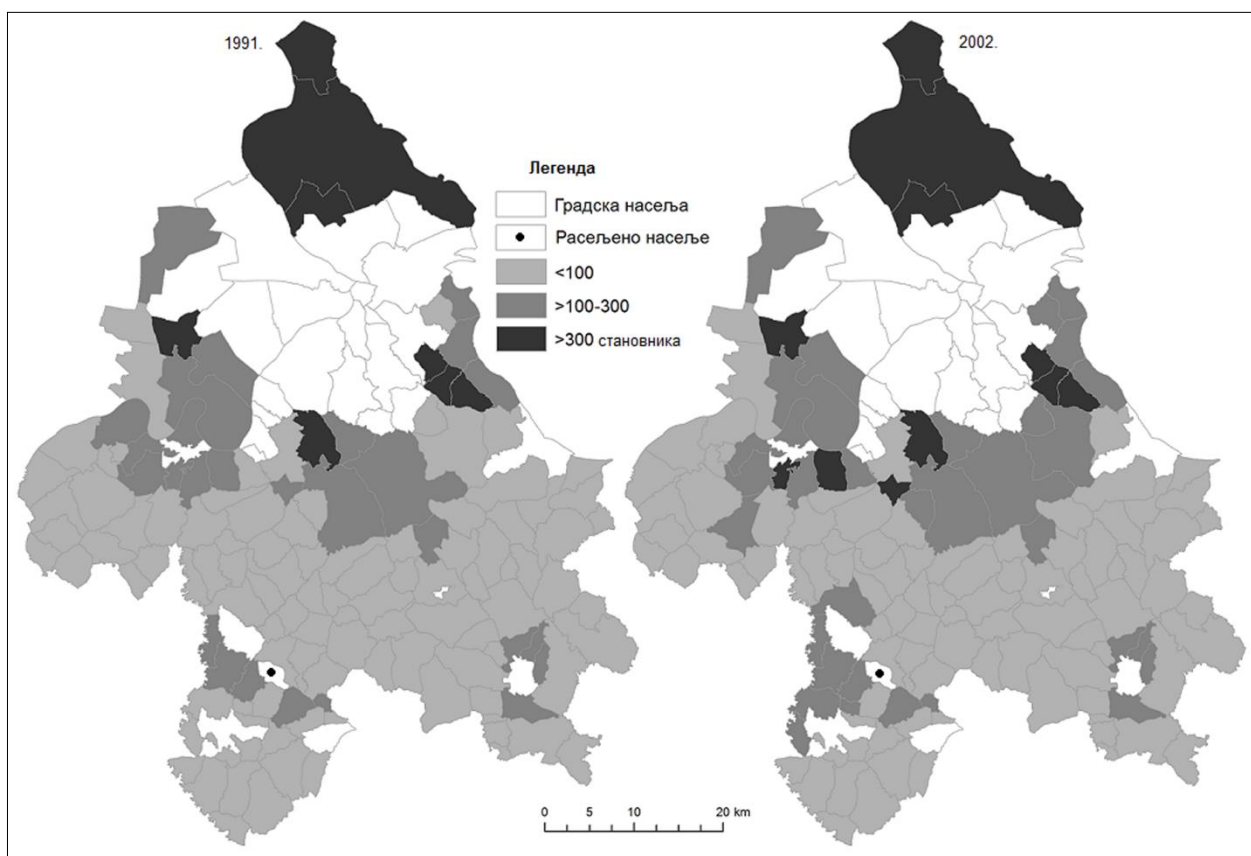 1991.
2002.
Легенда
Градска насеља
Расељено насеље
<100
>100-300
>300 становника
0 5 10 20 km